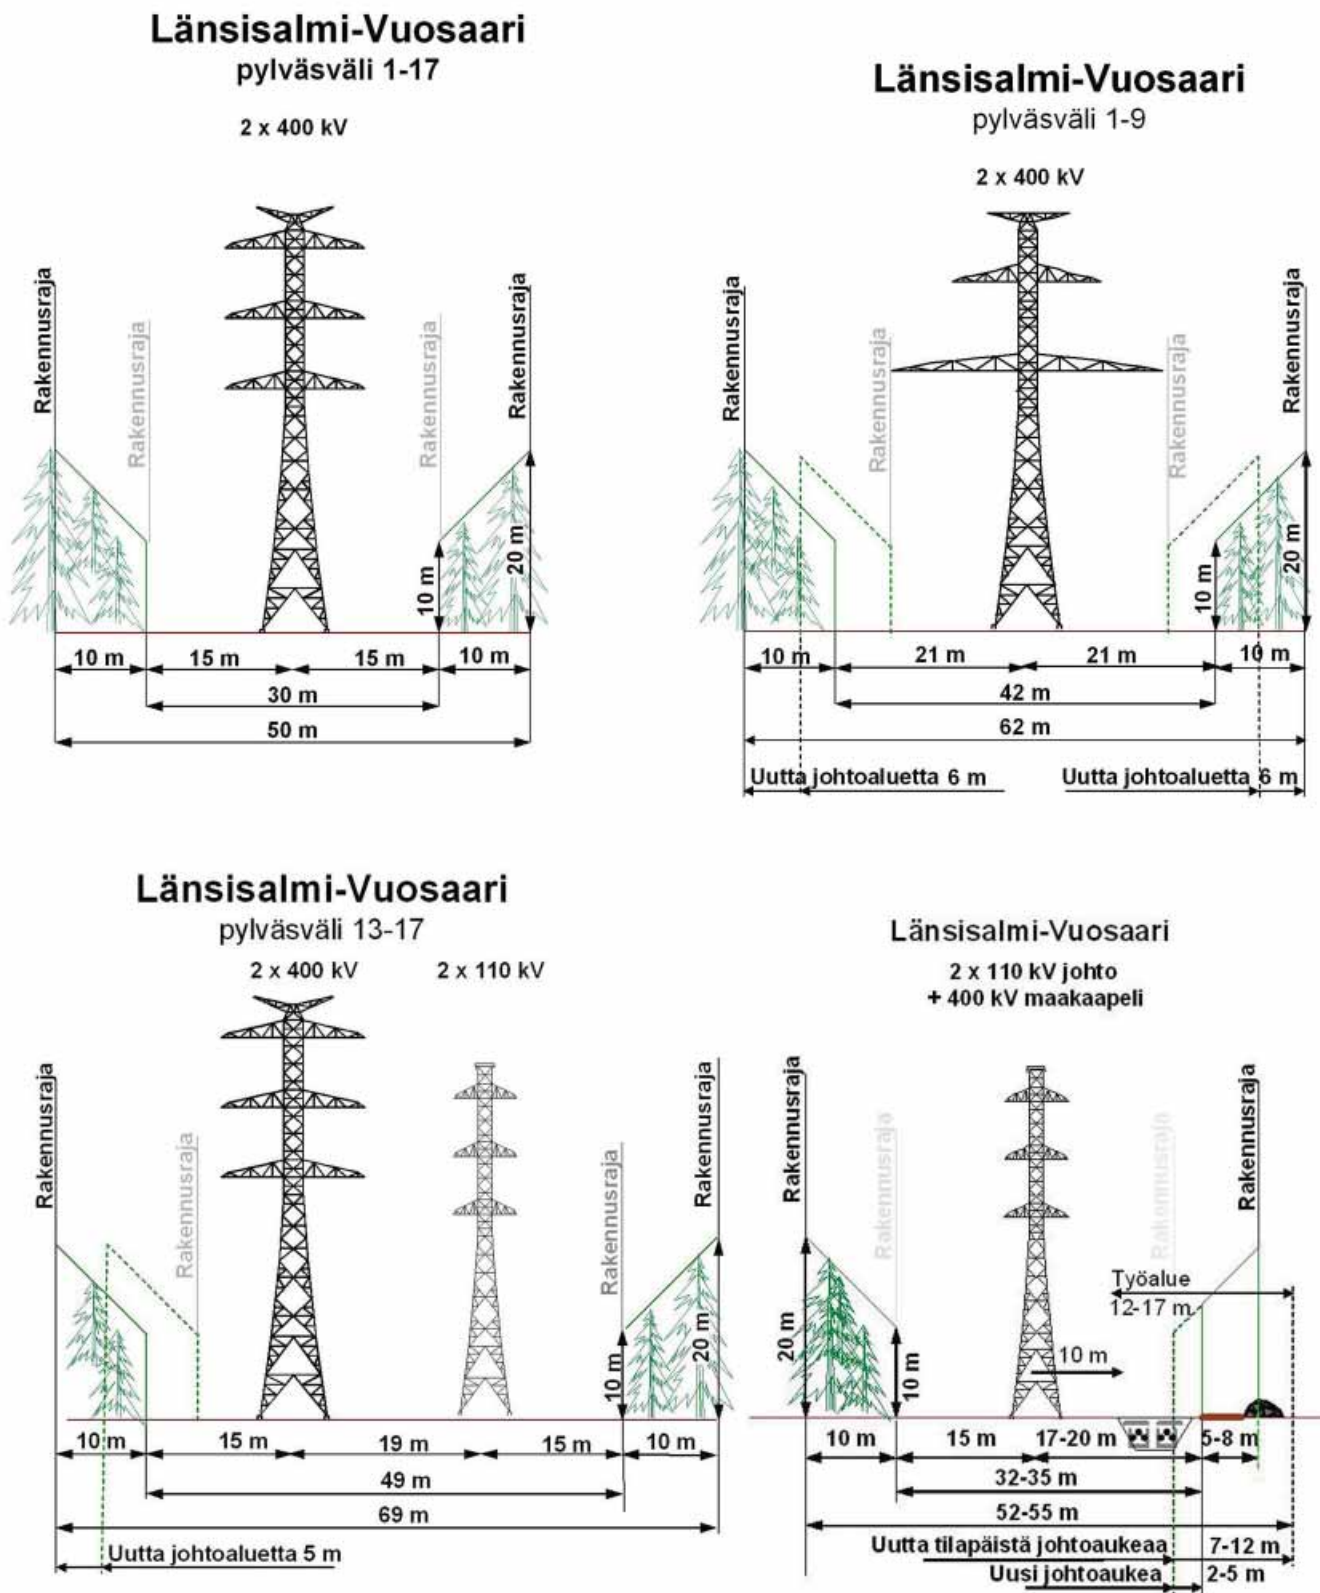 Länsisalmi-Vuosaari
pylväsväli 1-17
2 x 400 kV
Rakennusraja
Rakennusraja
Rakennusraja
Rakennusraja
10 m
20 m
10 m
15 m
15 m
10 m
30 m
50 m
Länsisalmi-Vuosaari
pylväsväli 1-9
2 x 400 kV
Rakennusraja
Rakennusraja
Rakennusraja
Rakennusraja
10 m
20 m
10 m
21 m
21 m
10 m
42 m
62 m
Uutta johtoaluetta 6 m
Uutta johtoaluetta 6 m
Länsisalmi-Vuosaari
pylväsväli 13-17
2 x 400 kV
2 x 110 kV
Rakennusraja
Rakennusraja
Rakennusraja
Rakennusraja
10 m
20 m
10 m
15 m
19 m
15 m
10 m
49 m
69 m
Uutta johtoaluetta 5 m
Länsisalmi-Vuosaari
2 x 110 kV johto
+ 400 kV maakaapeli
Rakennusraja
Rakennusraja
Rakennusraja
Rakennusraja
Työalue
12-17 m
20 m
10 m
10 m
10 m
15 m
17-20 m
5-8 m
32-35 m
52-55 m
Uutta tilapäistä johtoaukeaa
7-12 m
Uusi johtoaukea
2-5 m